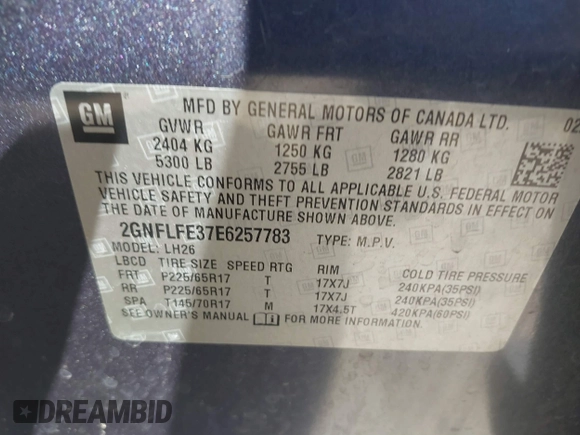 GM
MFD BY GENERAL MOTORS OF CANADA LTD. 02
GVWR GAWR FRT GAWR RR
2404 KG 1250 KG 1280 KG
5300 LB 2755 LB 2821 LB
THIS VEHICLE CONFORMS TO ALL APPLICABLE U.S. FEDERAL MOTOR
VEHICLE SAFETY AND THEFT PREVENTION STANDARDS IN EFFECT ON
THE DATE OF MANUFACTURE SHOWN ABOVE.
2GNFLFE37E6257783 TYPE: M.P.V.
MODEL: LH26
LBCD TIRE SIZE SPEED RTG RIM COLD TIRE PRESSURE
FRT P225/65R17 T 17X7J 240KPA(35PSI)
RR P225/65R17 T 17X7J 240KPA(35PSI)
SPA T145/70R17 M 17X4.5T 420KPA(60PSI)
SEE OWNER'S MANUAL FOR MORE INFORMATION.
DREAMBID